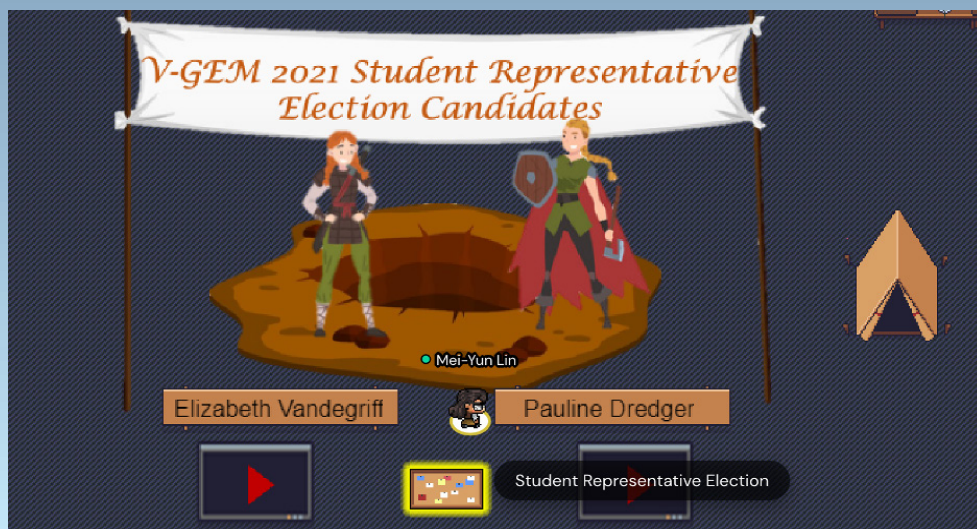 V-GEM 2021 Student Representative
Election Candidates
Mei-Yun Lin
Elizabeth Vandegriff
Pauline Dredger
Student Representative Election